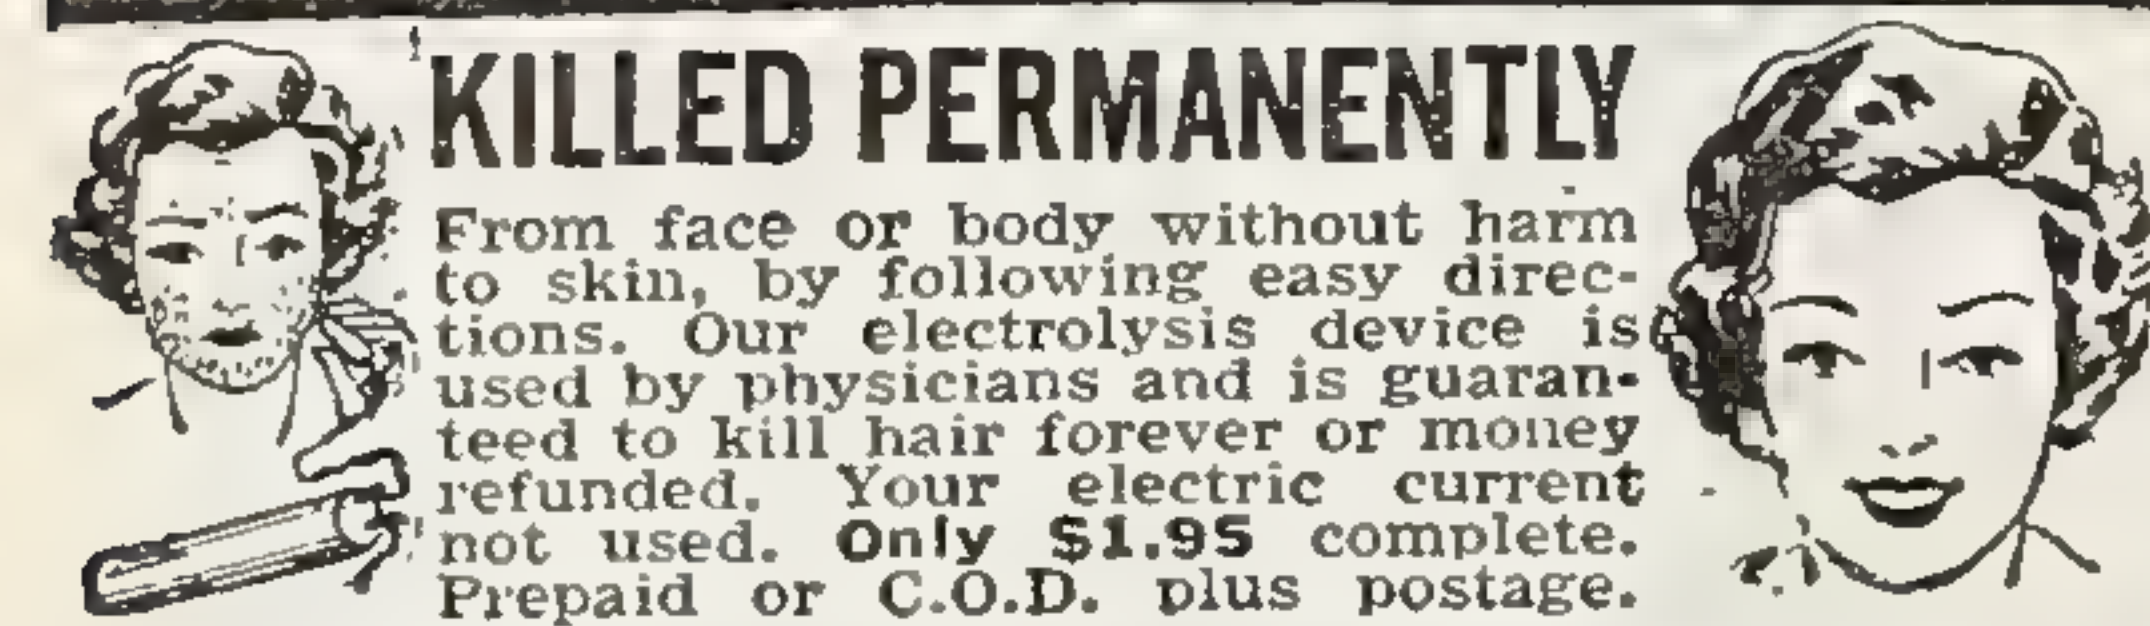 KILLED PERMANENTLY
From face or body without harm
to skin, by following easy direc-
tions. Our electrolysis device is
used by physicians and is guaran-
teed to kill hair forever or money
refunded. Your electric current
not used. Only $1.95 complete.
Prepaid or C.O.D. plus postage.